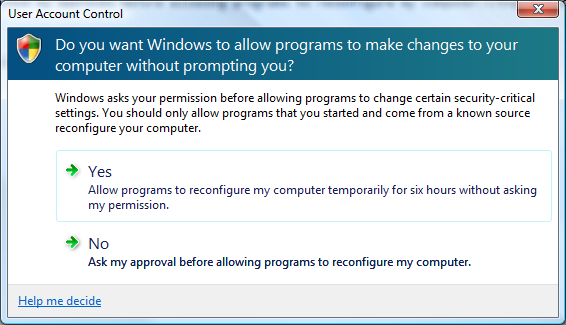 User Account Control
Do you want Windows to allow programs to make changes to your
computer without prompting you?
Windows asks your permission before allowing programs to change certain security-critical
settings. You should only allow programs that you started and come from a known source
reconfigure your computer.
Yes
Allow programs to reconfigure my computer temporarily for six hours without asking
my permission.
No
Ask my approval before allowing programs to reconfigure my computer.
Help me decide